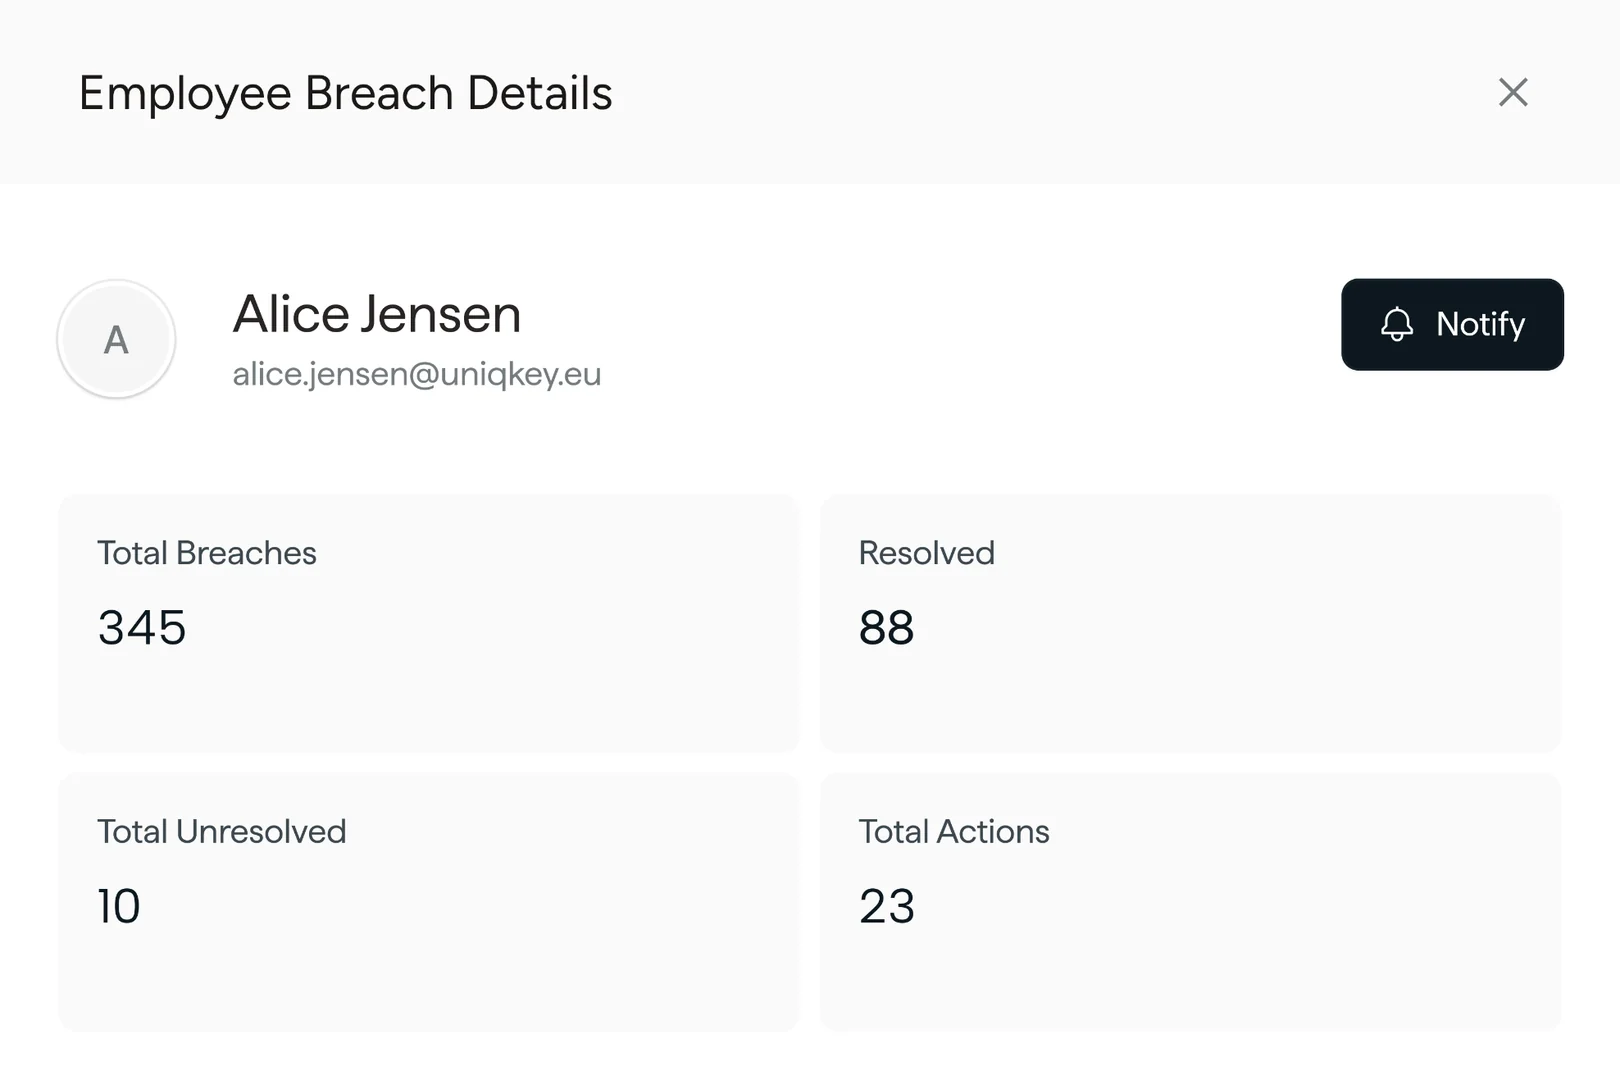 Employee Breach Details
A
Alice Jensen
alice.jensen@uniqkey.eu
Notify
Total Breaches
345
Resolved
88
Total Unresolved
10
Total Actions
23